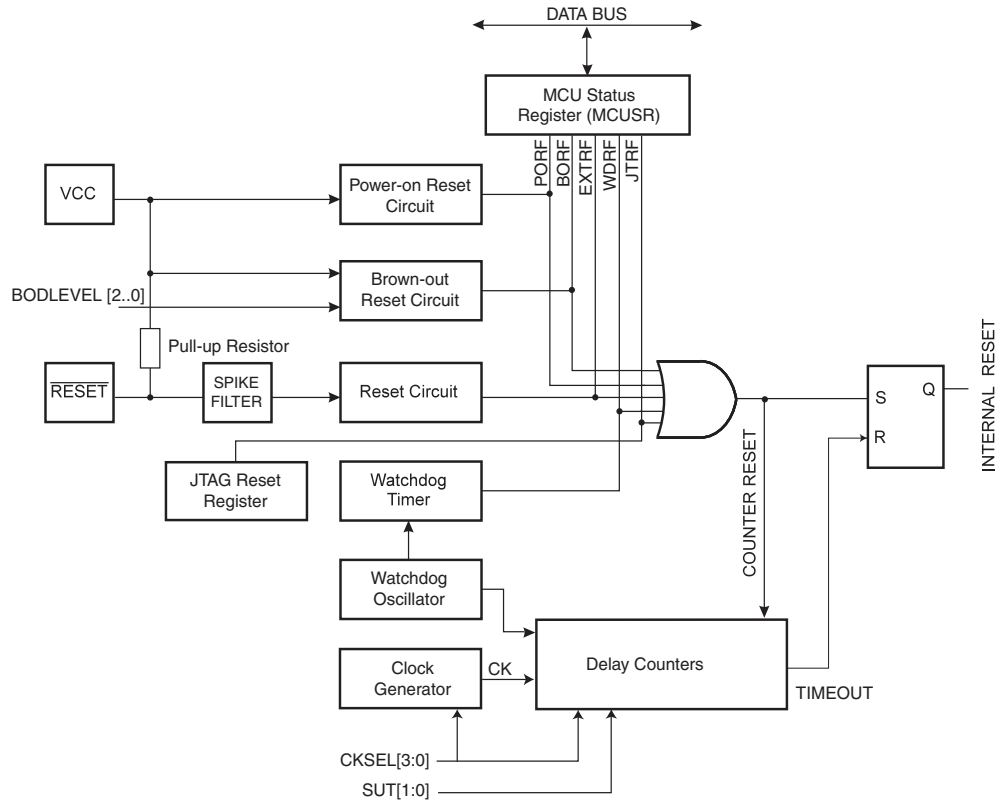 DATA BUS
MCU Status
Register (MCUSR)
PORF
BORF
EXTRF
WDRF
JTRF
VCC
Power-on Reset
Circuit
BODLEVEL [2..0]
Brown-out
Reset Circuit
Pull-up Resistor
RESET
SPIKE
FILTER
Reset Circuit
JTAG Reset
Register
Watchdog
Timer
Watchdog
Oscillator
Clock
Generator
CK
Delay Counters
COUNTER RESET
S
R
Q
INTERNAL RESET
TIMEOUT
CKSEL[3:0]
SUT[1:0]